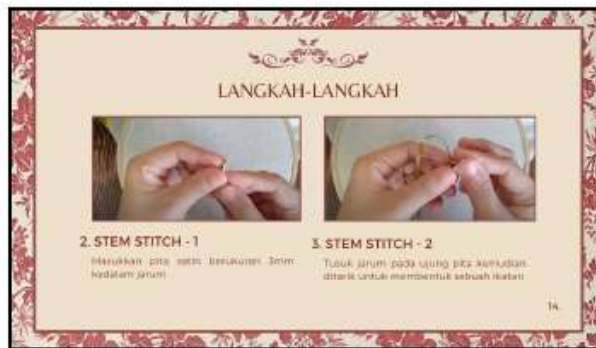 LANGKAH-LANGKAH
2. STEM STITCH - 1
Masukkan pita satin berukuran 3mm
kedalam jarum
3. STEM STITCH - 2
Tusuk jarum pada ujung pita kemudian
ditarik untuk membentuk sebuah ikatan
14.